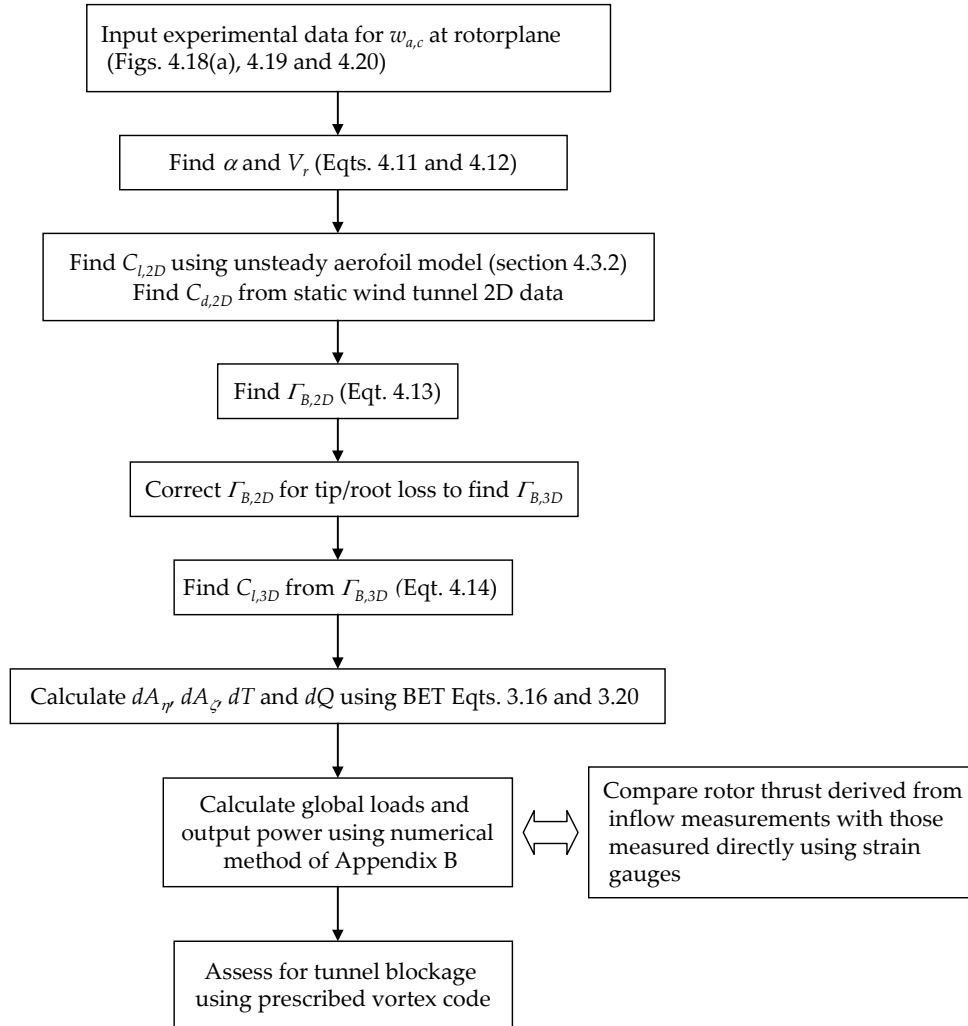 Input experimental data for w_{a,c} at rotorplane
(Figs. 4.18(a), 4.19 and 4.20)
Find α and V_r (Eqts. 4.11 and 4.12)
Find C_{l,2D} using unsteady aerofoil model (section 4.3.2)
Find C_{d,2D} from static wind tunnel 2D data
Find Γ_{B,2D} (Eqt. 4.13)
Correct Γ_{B,2D} for tip/root loss to find Γ_{B,3D}
Find C_{l,3D} from Γ_{B,3D} (Eqt. 4.14)
Calculate dA_η, dA_ζ, dT and dQ using BET Eqts. 3.16 and 3.20
Calculate global loads and
output power using numerical
method of Appendix B
Compare rotor thrust derived from
inflow measurements with those
measured directly using strain
gauges
Assess for tunnel blockage
using prescribed vortex code